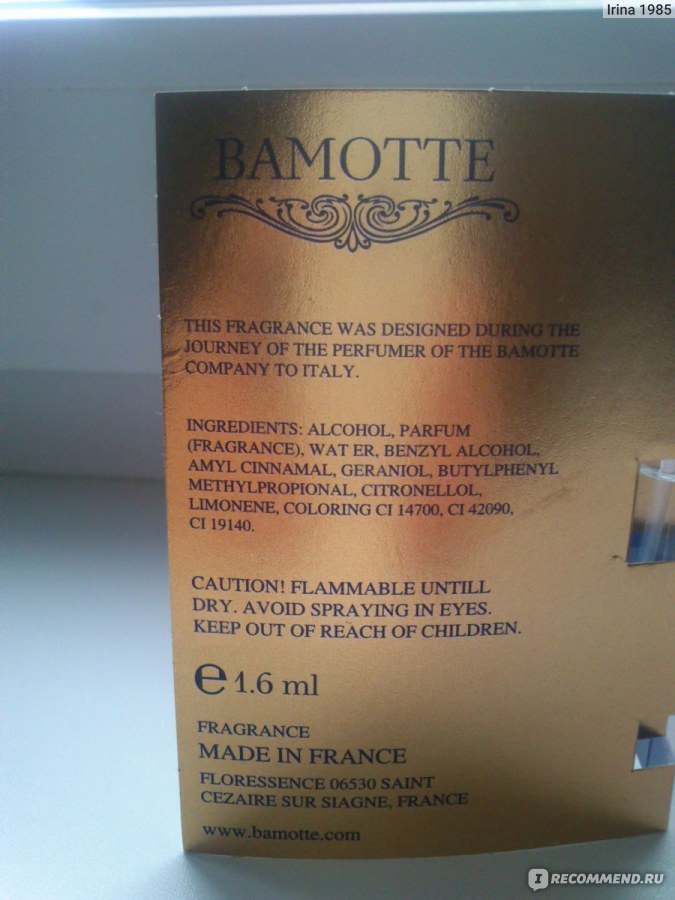 Irina 1985
BAMOTTE
THIS FRAGRANCE WAS DESIGNED DURING THE
JOURNEY OF THE PERFUMER OF THE BAMOTTE
COMPANY TO ITALY.
INGREDIENTS: ALCOHOL, PARFUM
(FRAGRANCE), WAT ER, BENZYL ALCOHOL,
AMYL CINNAMAL, GERANIOL, BUTYLPHENYL
METHYLPROPIONAL, CITRONELLOL,
LIMONENE, COLORING CI 14700, CI 42090,
CI 19140.
CAUTION! FLAMMABLE UNTILL
DRY. AVOID SPRAYING IN EYES.
KEEP OUT OF REACH OF CHILDREN.
℮ 1.6 ml
FRAGRANCE
MADE IN FRANCE
FLORESSENCE 06530 SAINT
CEZAIRE SUR SIAGNE, FRANCE
www.bamotte.com
IRECOMMEND.RU